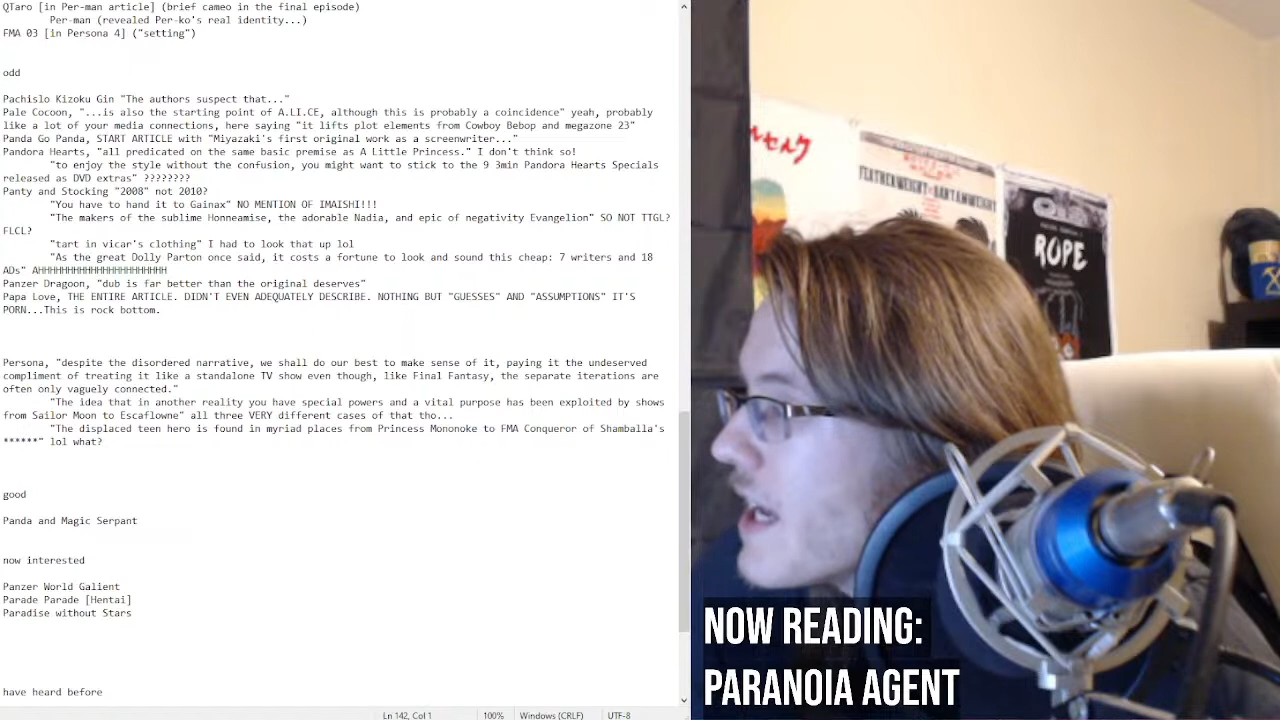 QTaro [in Per-man article] (brief cameo in the final episode)
Per-man (revealed Per-ko's real identity...)
FMA 03 [in Persona 4] ("setting")
odd
Pachislo Kizoku Gin "The authors suspect that..."
Pale Cocoon, "...is also the starting point of A.LI.CE, although this is probably a coincidence" yeah, probably
like a lot of your media connections, here saying "it lifts plot elements from Cowboy Bebop and megazone 23"
Panda Go Panda, START ARTICLE with "Miyazaki's first original work as a screenwriter..."
Pandora Hearts, "all predicated on the same basic premise as A Little Princess." I don't think so!
"to enjoy the style without the confusion, you might want to stick to the 9 3min Pandora Hearts Specials
released as DVD extras" ????????
Panty and Stocking "2008" not 2010?
"You have to hand it to Gainax" NO MENTION OF IMAISHI!!!
"The makers of the sublime Honneamise, the adorable Nadia, and epic of negativity Evangelion" SO NOT TTGL?
FLCL?
"tart in vicar's clothing" I had to look that up lol
"As the great Dolly Parton once said, it costs a fortune to look and sound this cheap: 7 writers and 18
ADs" AHHHHHHHHHHHHHHHHHHHHHH
Panzer Dragoon, "dub is far better than the original deserves"
Papa Love, THE ENTIRE ARTICLE. DIDN'T EVEN ADEQUATELY DESCRIBE. NOTHING BUT "GUESSES" AND "ASSUMPTIONS" IT'S
PORN...This is rock bottom.
Persona, "despite the disordered narrative, we shall do our best to make sense of it, paying it the undeserved
compliment of treating it like a standalone TV show even though, like Final Fantasy, the separate iterations are
often only vaguely connected."
"The idea that in another reality you have special powers and a vital purpose has been exploited by shows
from Sailor Moon to Escaflowne" all three VERY different cases of that tho...
"The displaced teen hero is found in myriad places from Princess Mononoke to FMA Conqueror of Shamballa's
******" lol what?
good
Panda and Magic Serpant
now interested
Panzer World Galient
Parade Parade [Hentai]
Paradise without Stars
have heard before
Ln 142, Col 1 100% Windows (CRLF) UTF-8
FEATHERWEIGHT BANTAMWEIGHT
ROPE
NOW READING:
PARANOIA AGENT